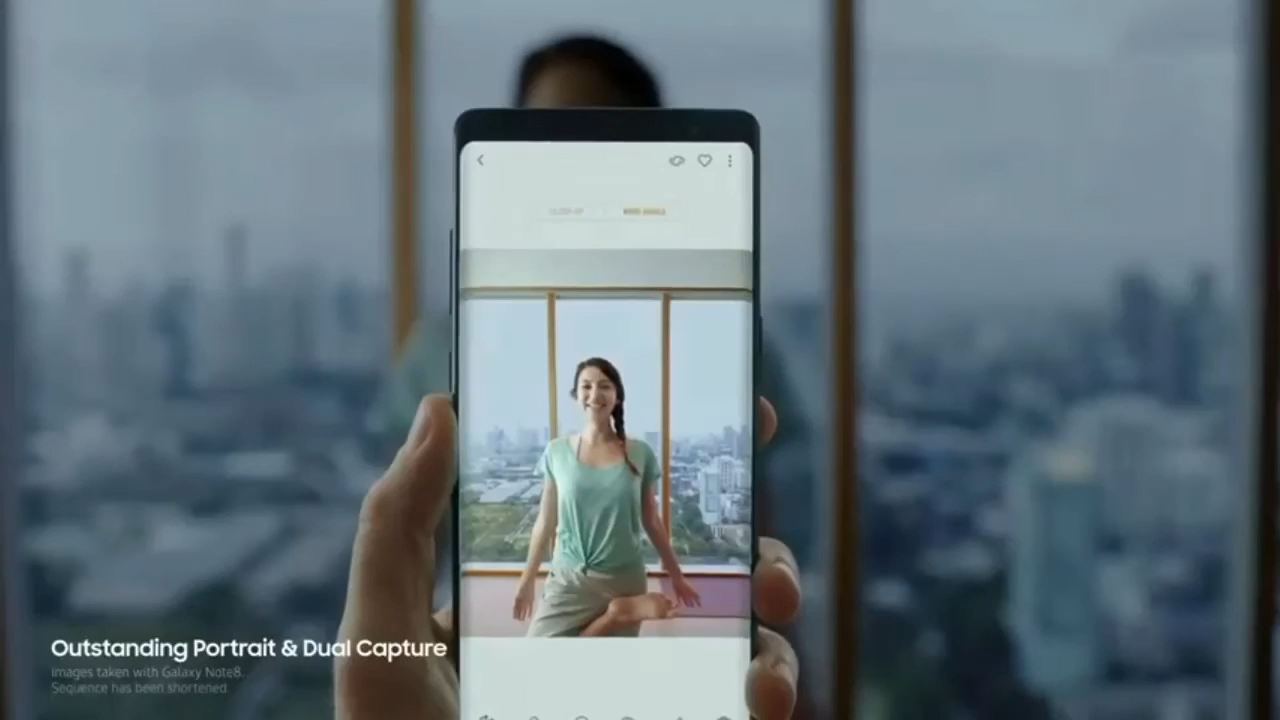 Outstanding Portrait & Dual Capture
Images taken with Galaxy Note8.
Sequence has been shortened.